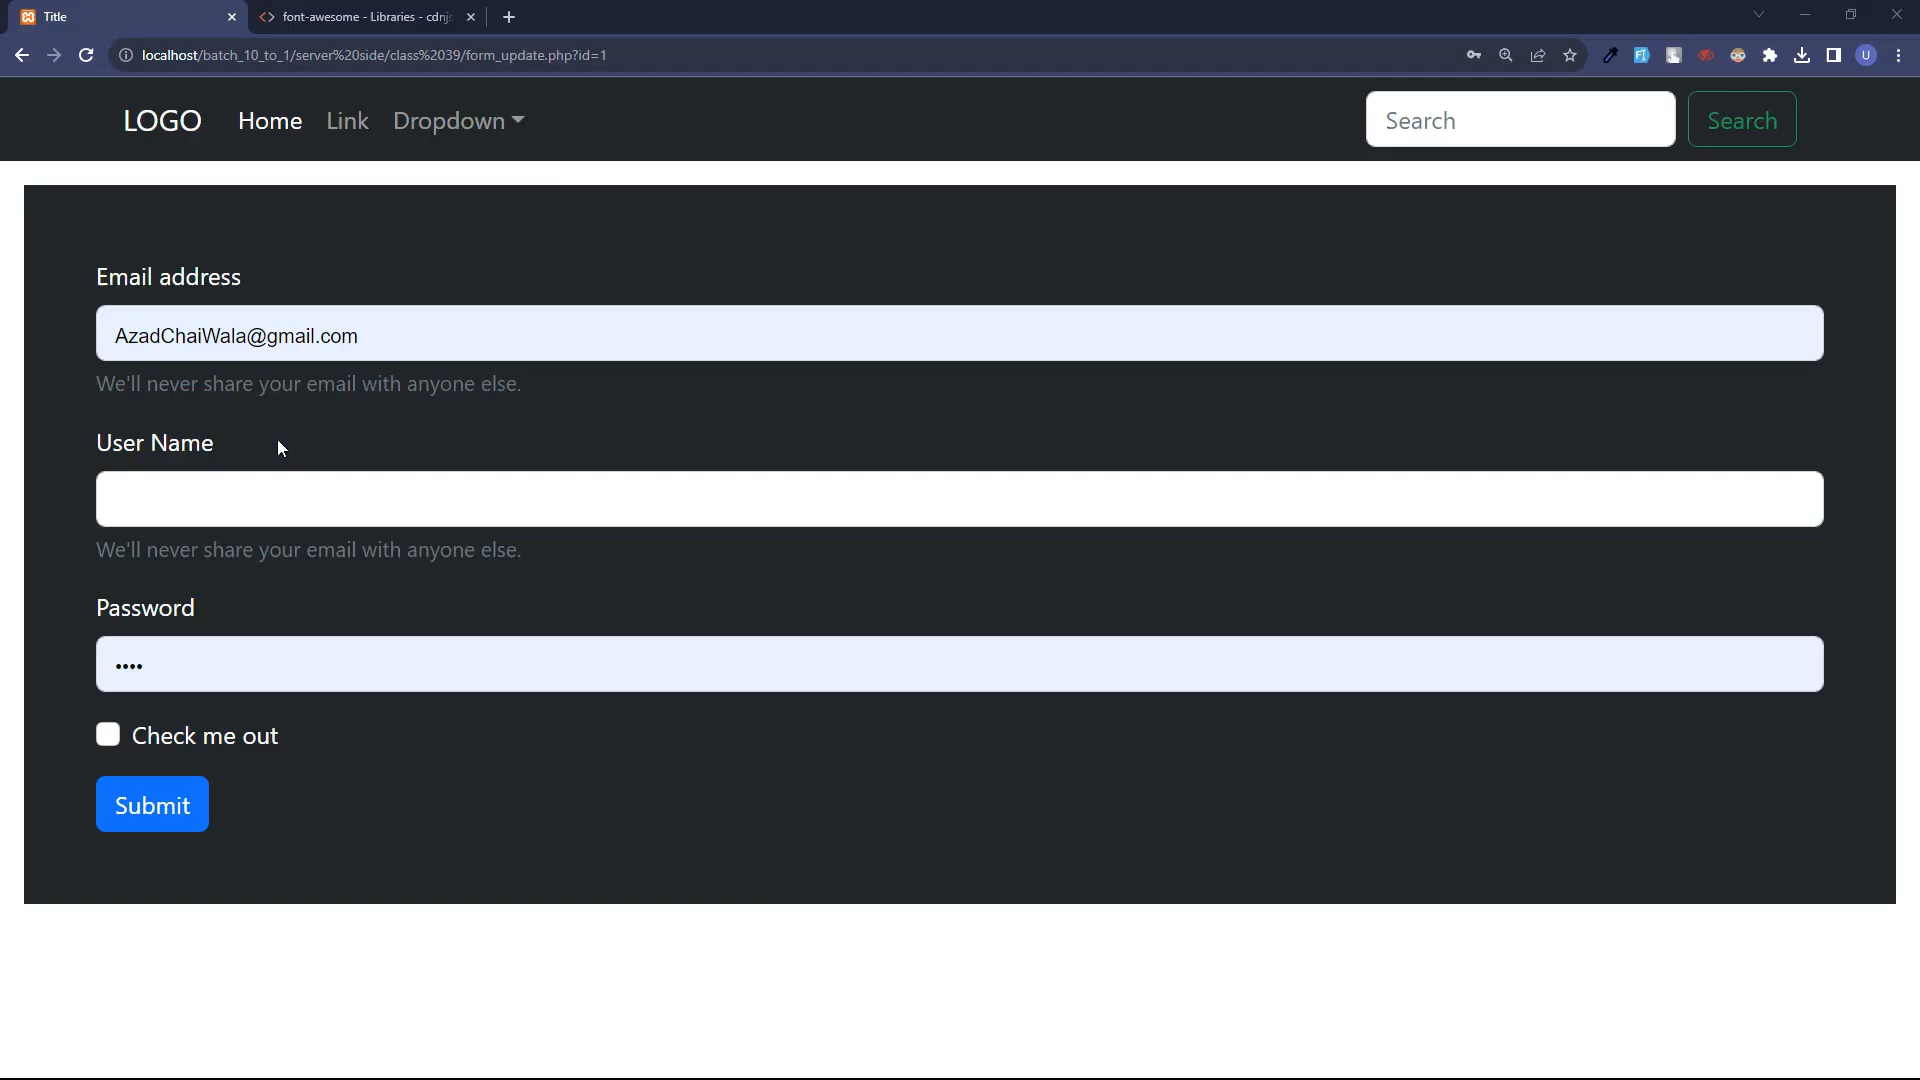 Title
font-awesome - Libraries - cdnjs
localhost/batch_10_to_1/server%20side/class%2039/form_update.php?id=1
U
LOGO Home Link Dropdown Search Search
Email address
AzadChaiWala@gmail.com
We'll never share your email with anyone else.
User Name
We'll never share your email with anyone else.
Password
••••
Check me out
Submit